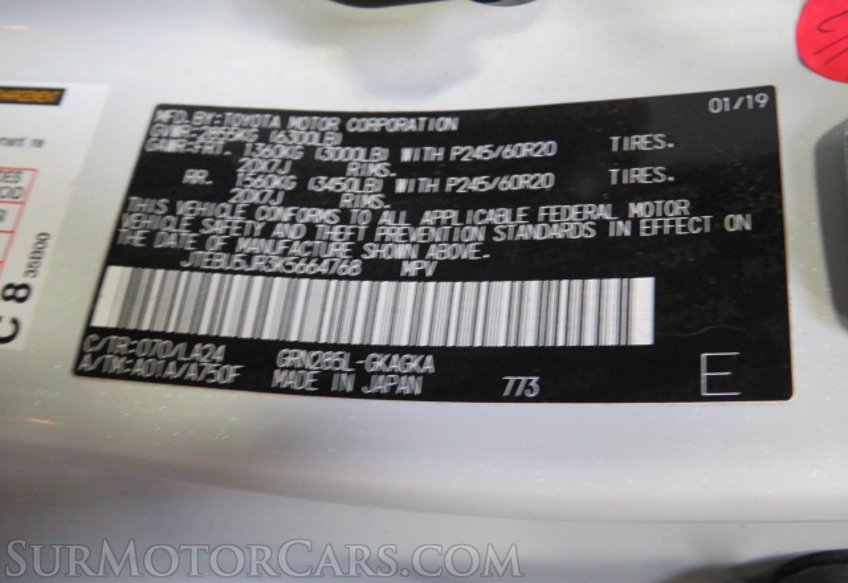 MFD.BY:TOYOTA MOTOR CORPORATION 01/19
GVWR:2855KG (6300LB)
GAWR:FRT. 1360KG (3000LB) WITH P245/60R20 TIRES.
20X7J RIMS.
RR. 1560KG (3450LB) WITH P245/60R20 TIRES.
20X7J RIMS.
THIS VEHICLE CONFORMS TO ALL APPLICABLE FEDERAL MOTOR
VEHICLE SAFETY AND THEFT PREVENTION STANDARDS IN EFFECT ON
THE DATE OF MANUFACTURE SHOWN ABOVE.
JTEBU5JR3K5664768 MPV
C/TR:070/LA24 GRN285L-GKAGKA
A/TM:A01A/A750F MADE IN JAPAN 773 E
C 8 35B00
SURMOTORCARS.COM